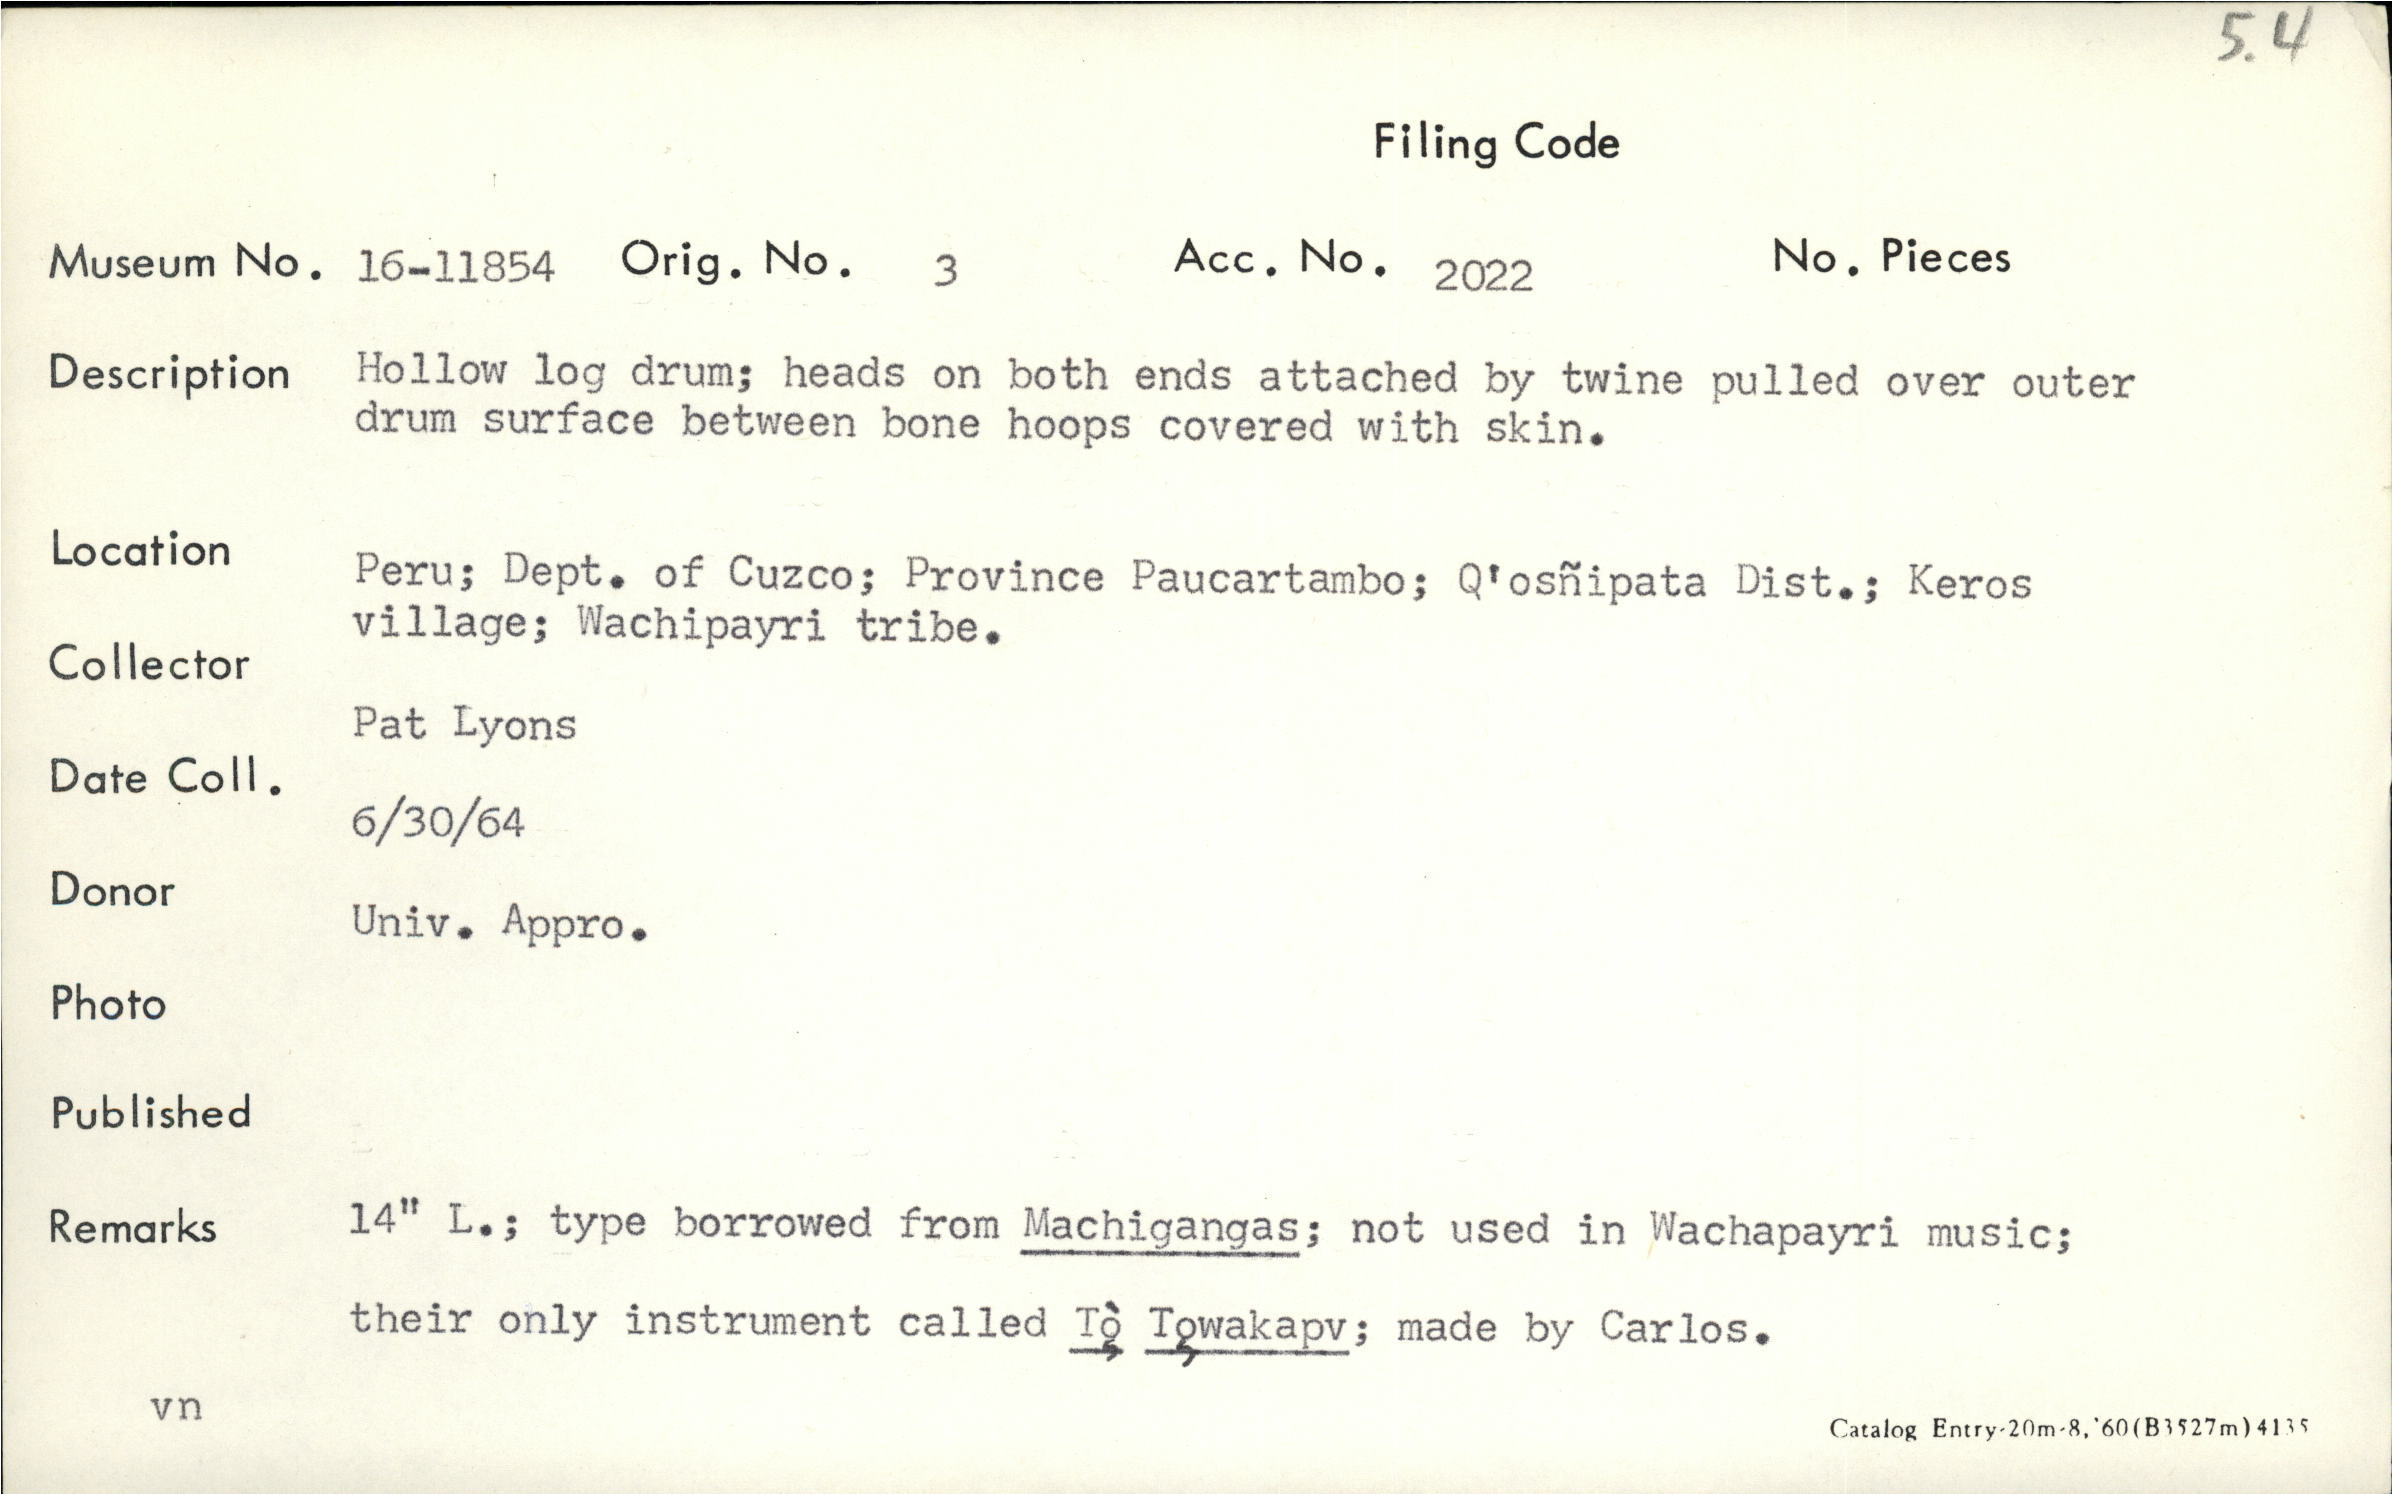 5.4
Filing Code
Museum No. 16-11854 Orig. No. 3 Acc. No. 2022 No. Pieces
Description Hollow log drum; heads on both ends attached by twine pulled over outer
drum surface between bone hoops covered with skin.
Location Peru; Dept. of Cuzco; Province Paucartambo; Q'osñipata Dist.; Keros
village; Wachipayri tribe.
Collector
Pat Lyons
Date Coll.
6/30/64
Donor
Univ. Appro.
Photo
Published
Remarks 14" L.; type borrowed from Machigangas; not used in Wachapayri music;
their only instrument called Tǫ̀ Tǫwakapv; made by Carlos.
vn
Catalog Entry-20m-8,'60(B3527m)4135